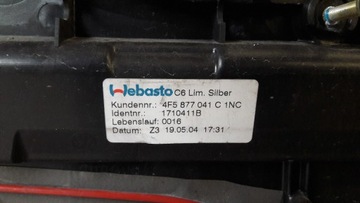 Webasto C6 Lim. Silber
Kundennr.: 4F5 877 041 C 1NC
Identnr.: 1710411B
Lebenslauf: 0016
Datum: Z3 19.05.04 17:31